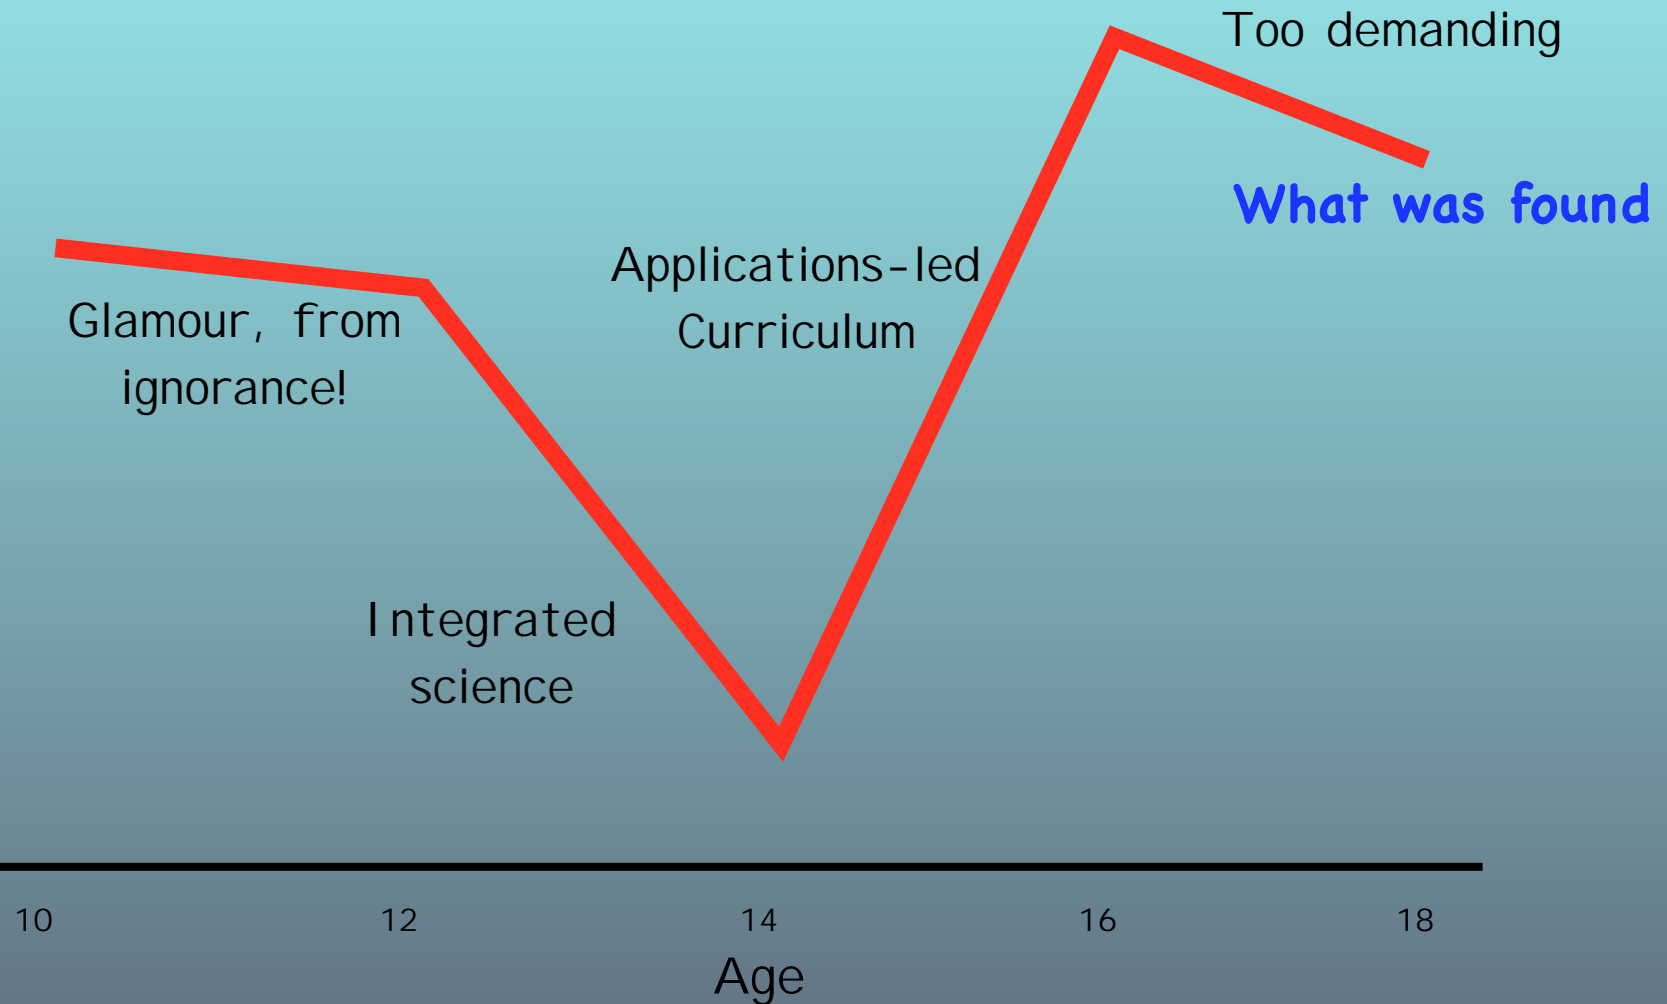 Too demanding
What was found
Applications-led
Curriculum
Glamour, from
ignorance!
Integrated
science
10 12 14 16 18
Age